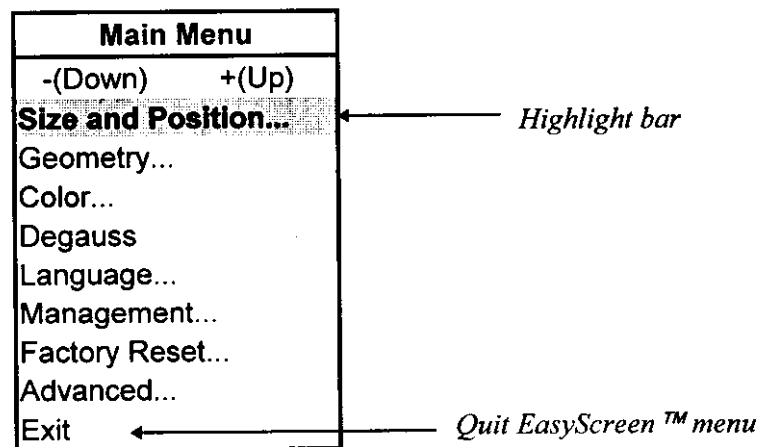 Main Menu
-(Down) +(Up)
Size and Position... Highlight bar
Geometry...
Color...
Degauss
Language...
Management...
Factory Reset...
Advanced...
Exit Quit EasyScreen ™ menu